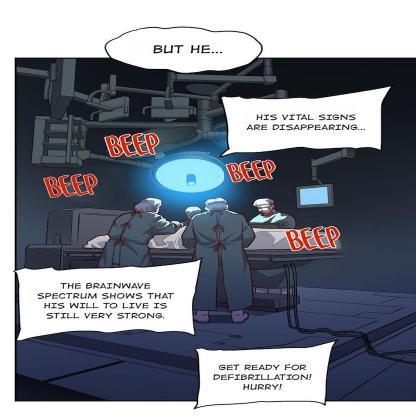 BUT HE...
HIS VITAL SIGNS
ARE DISAPPEARING...
BEEP
BEEP
BEEP
BEEP
THE BRAINWAVE
SPECTRUM SHOWS THAT
HIS WILL TO LIVE IS
STILL VERY STRONG.
GET READY FOR
DEFIBRILLATION!
HURRY!